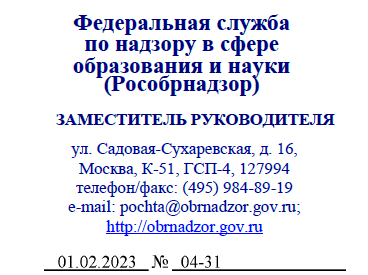 Федеральная служба
по надзору в сфере
образования и науки
(Рособрнадзор)
ЗАМЕСТИТЕЛЬ РУКОВОДИТЕЛЯ
ул. Садовая-Сухаревская, д. 16,
Москва, К-51, ГСП-4, 127994
телефон/факс: (495) 984-89-19
e-mail: pochta@obrnadzor.gov.ru;
http://obrnadzor.gov.ru
01.02.2023 № 04-31